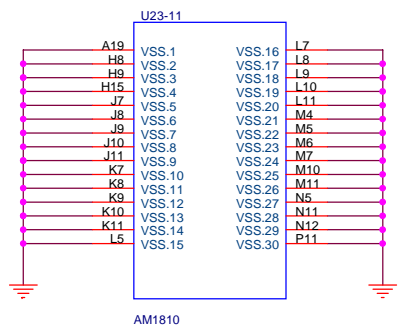 U23-11
A19 VSS.1 VSS.16 L7
H8 VSS.2 VSS.17 L8
H9 VSS.3 VSS.18 L9
H15 VSS.4 VSS.19 L10
J7 VSS.5 VSS.20 L11
J8 VSS.6 VSS.21 M4
J9 VSS.7 VSS.22 M5
J10 VSS.8 VSS.23 M6
J11 VSS.9 VSS.24 M7
K7 VSS.10 VSS.25 M10
K8 VSS.11 VSS.26 M11
K9 VSS.12 VSS.27 N5
K10 VSS.13 VSS.28 N11
K11 VSS.14 VSS.29 N12
L5 VSS.15 VSS.30 P11
AM1810